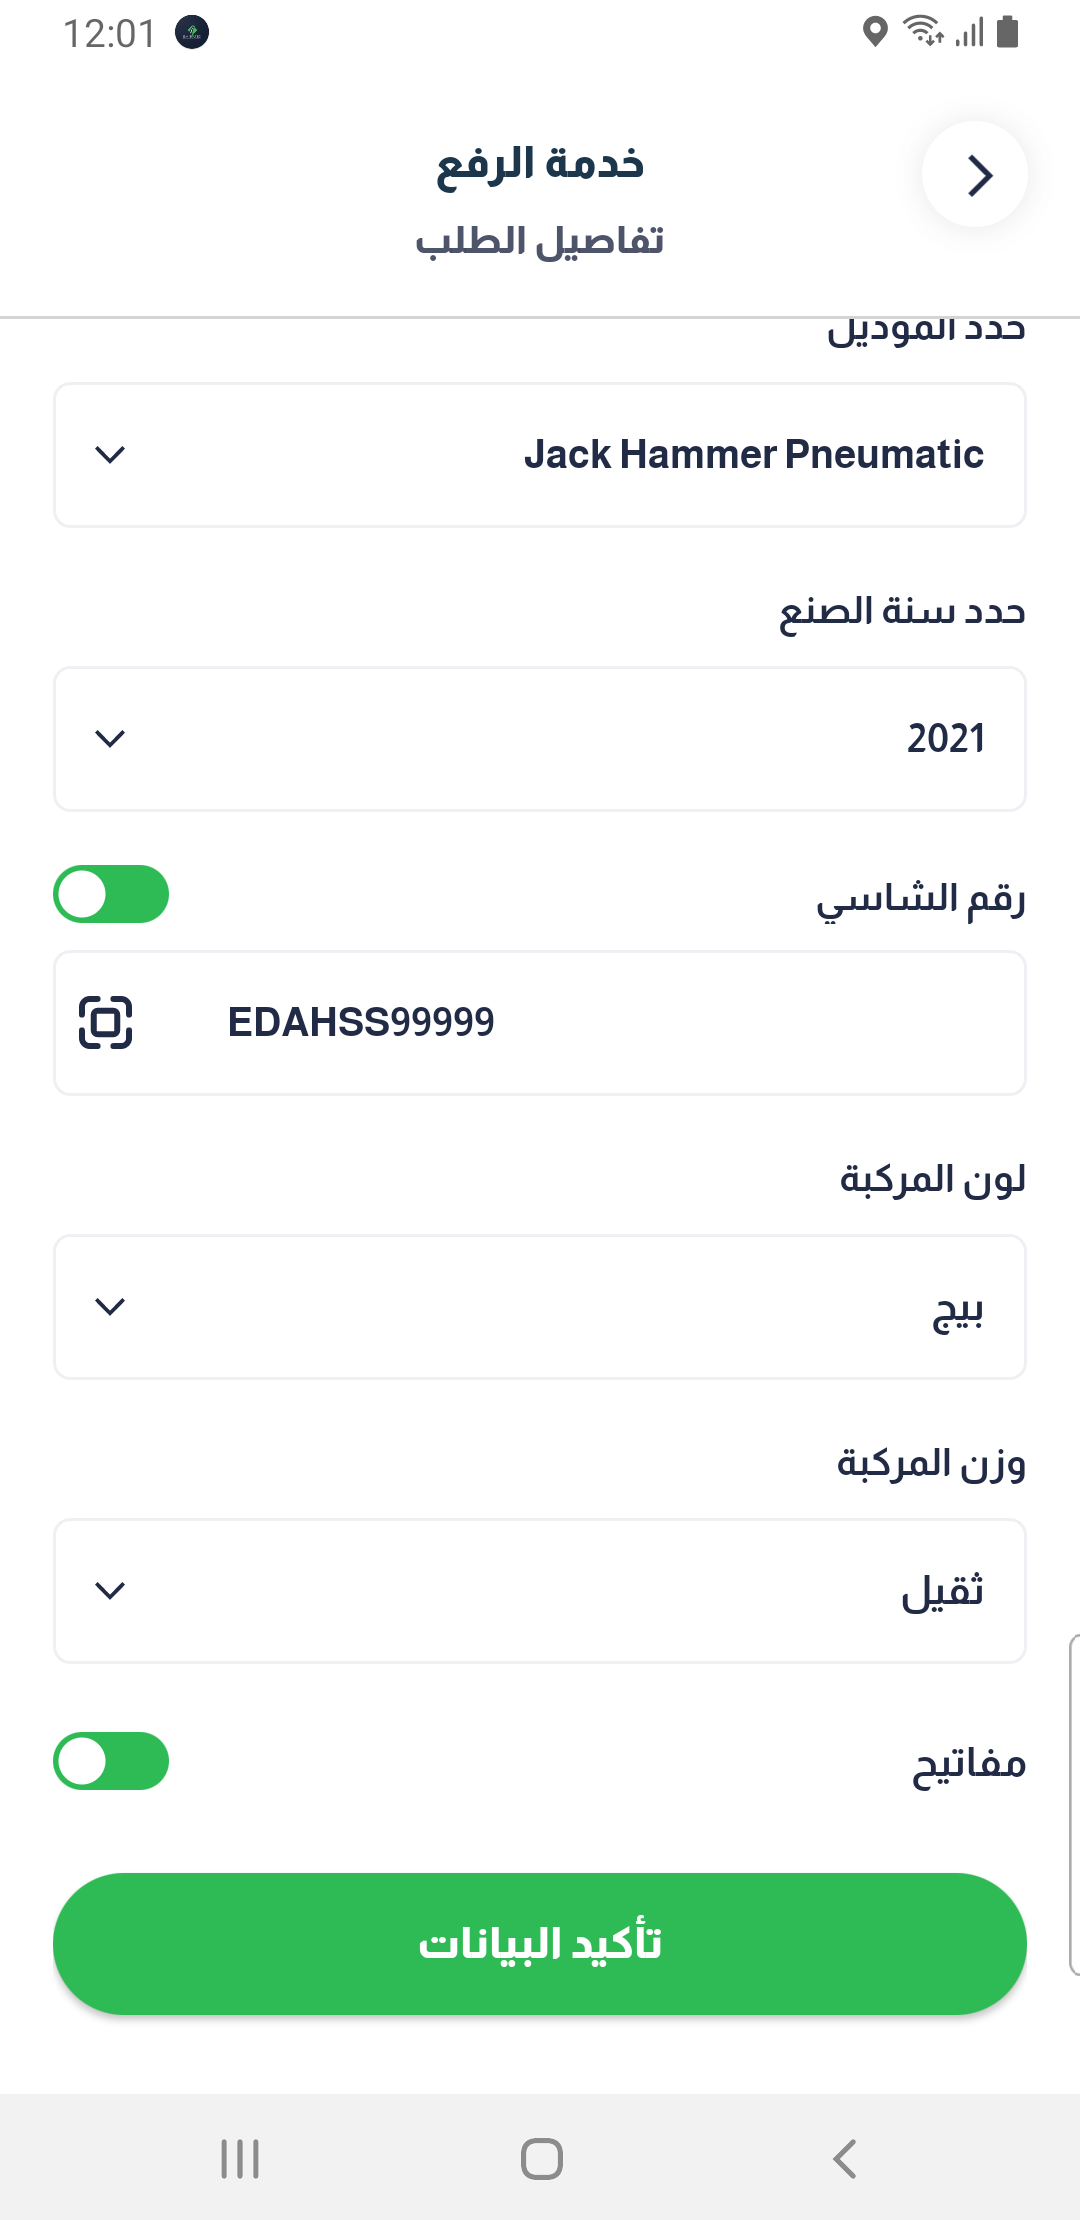 12:01
خدمة الرفع
تفاصيل الطلب
حدد الموديل
Jack Hammer Pneumatic
حدد سنة الصنع
2021
رقم الشاسي
EDAHSS99999
لون المركبة
بيج
وزن المركبة
ثقيل
مفاتيح
تأكيد البيانات